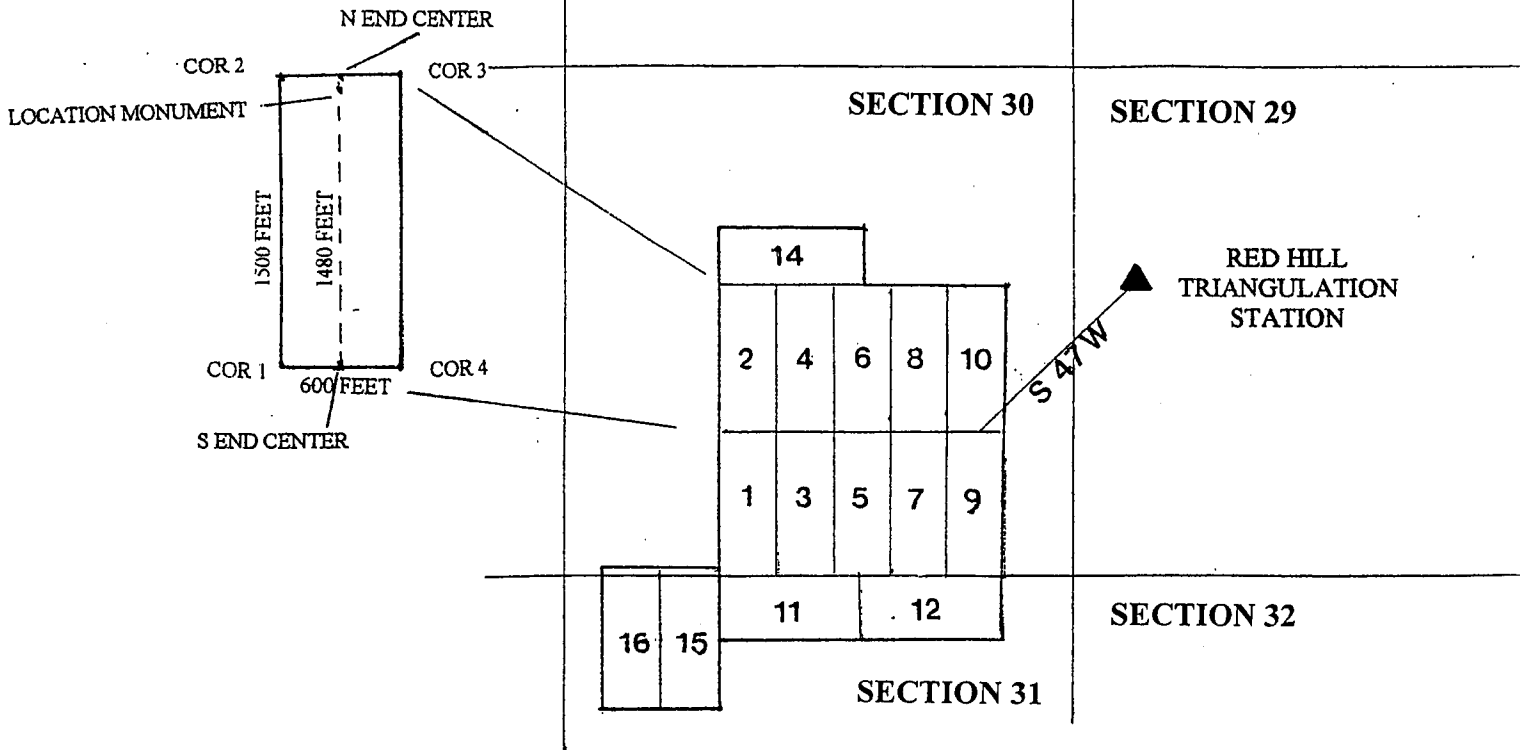 N END CENTER
COR 2
COR 3
LOCATION MONUMENT
1500 FEET
1480 FEET
COR 1
600 FEET
COR 4
S END CENTER
SECTION 30
SECTION 29
14
RED HILL
TRIANGULATION
STATION
2 4 6 8 10
S 47 W
1 3 5 7 9
11 12
SECTION 32
16 15
SECTION 31